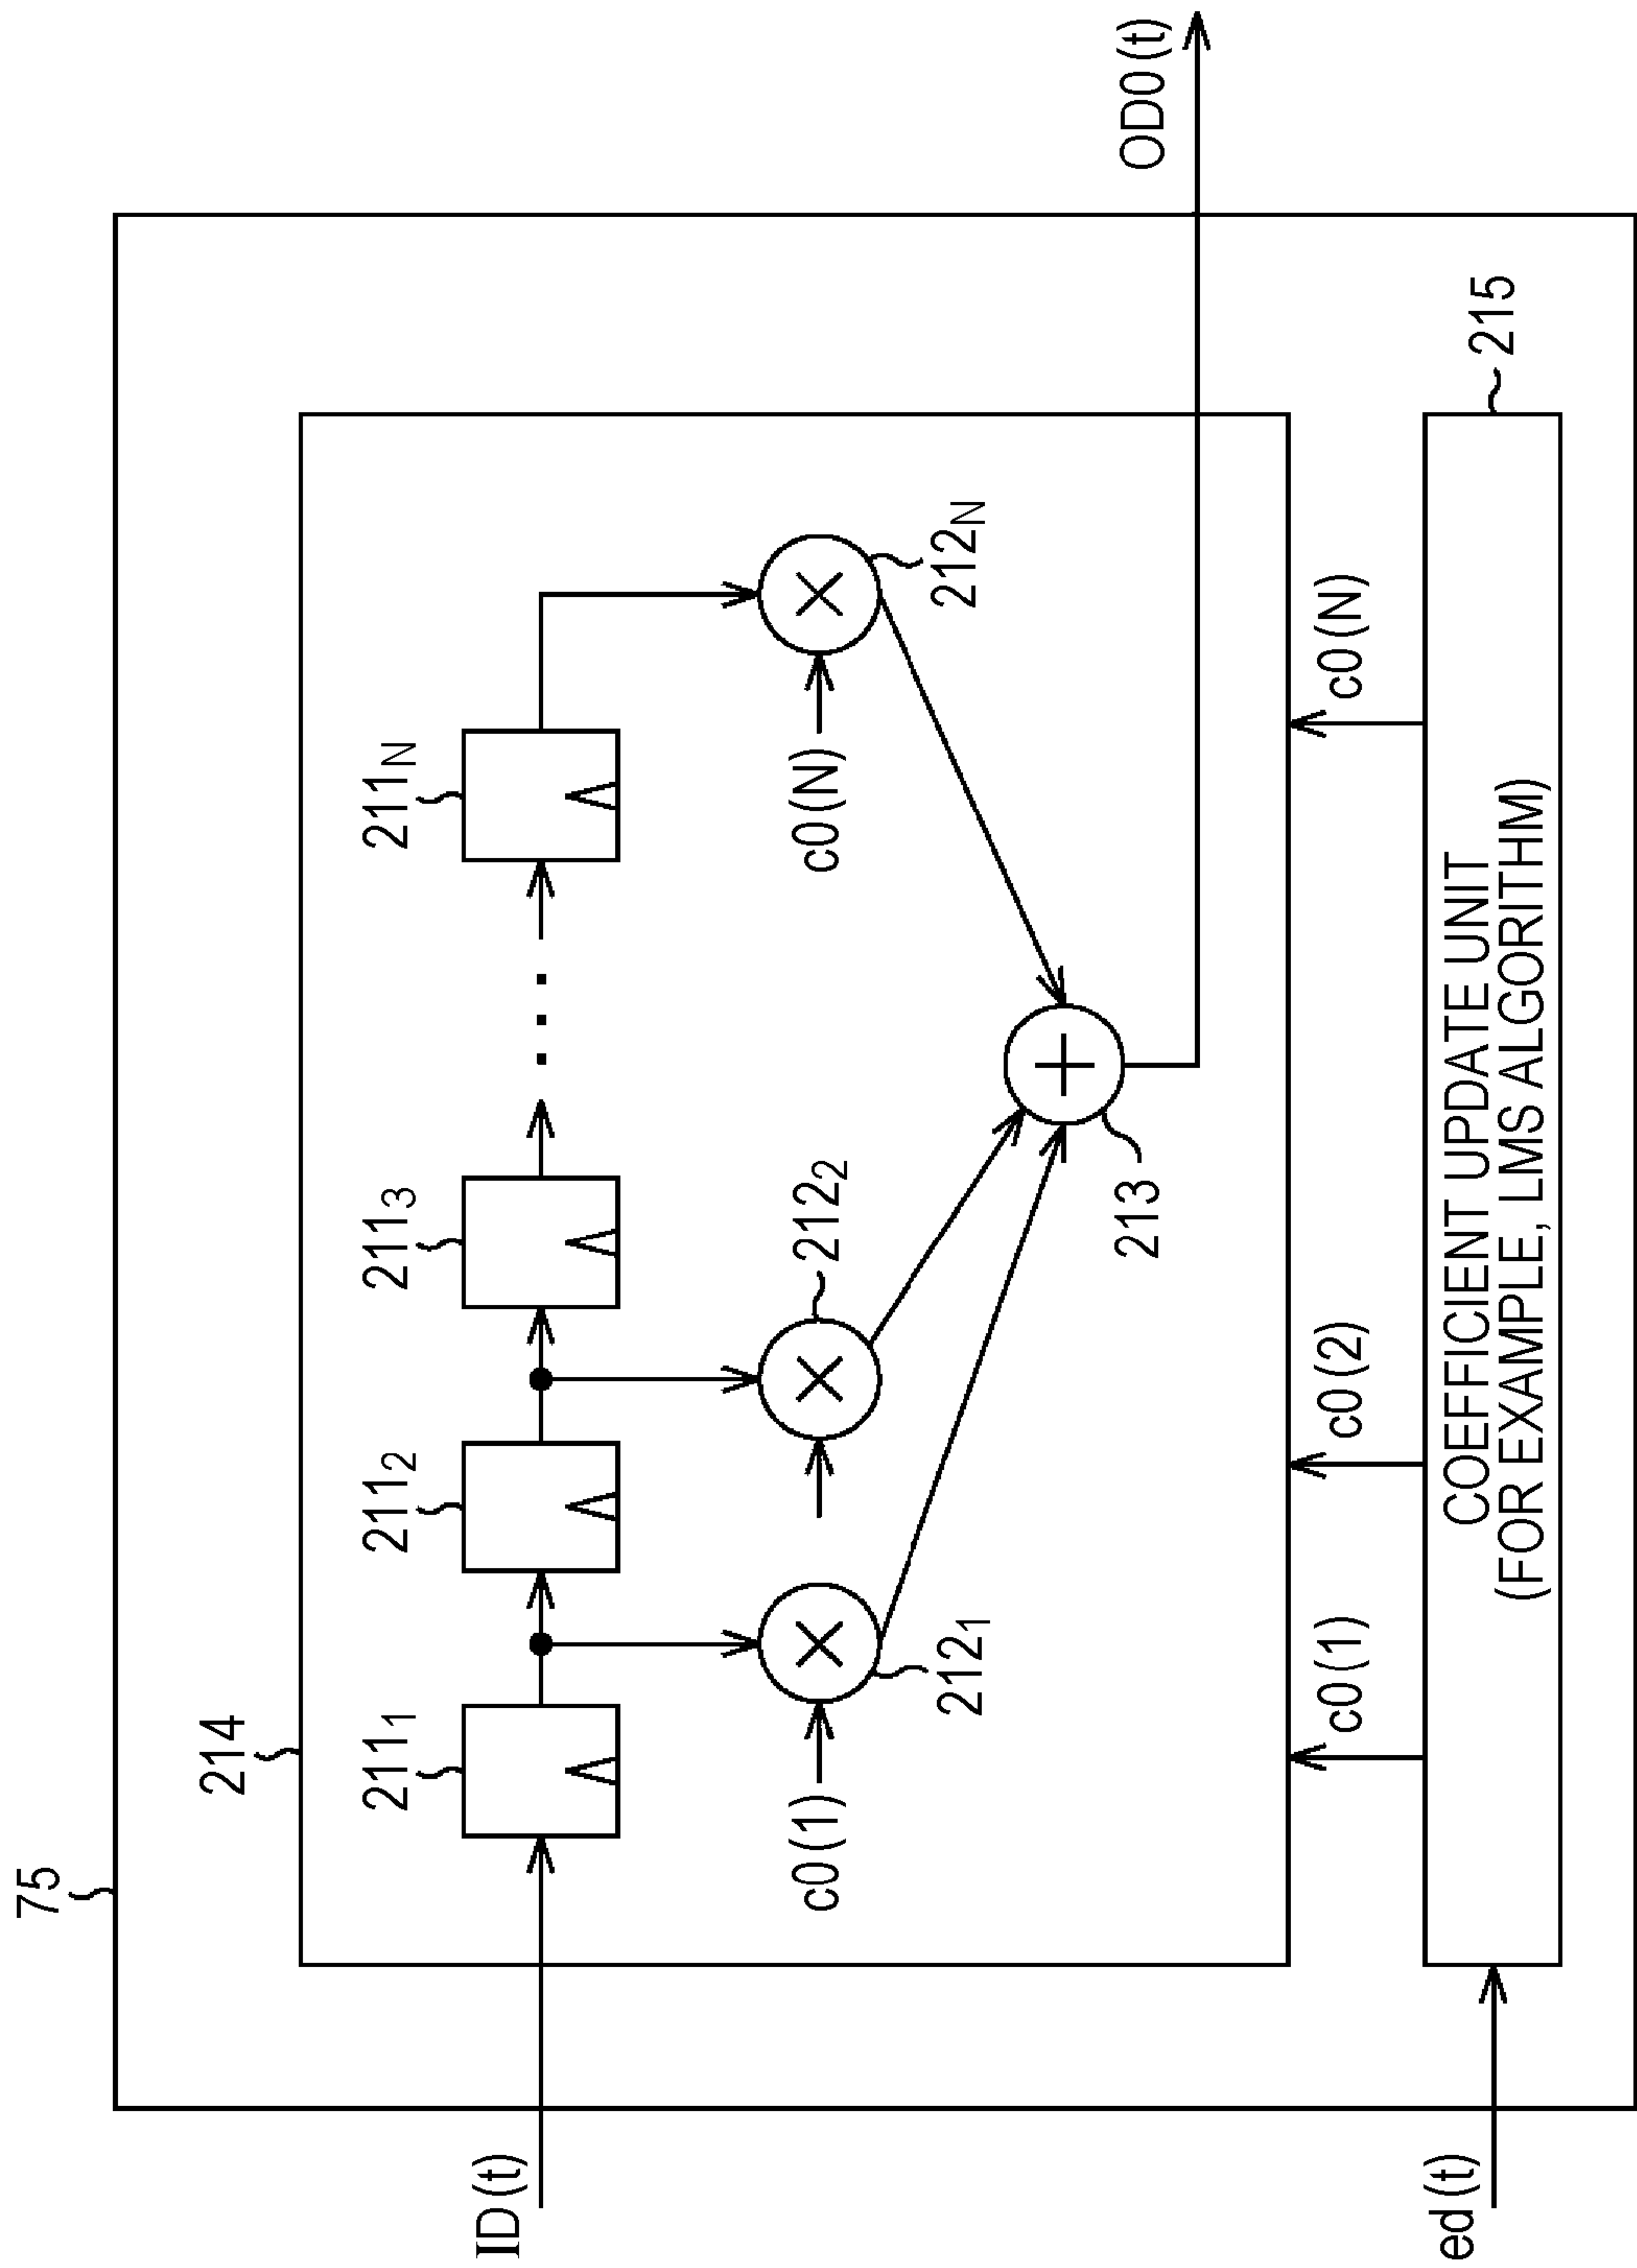 75
214
211₁
211₂
211₃
211N
ID (t)
c0 (1)
212₁
212₂
c0 (N)
212N
213
OD0 (t)
c0 (1)
c0 (2)
c0 (N)
ed (t)
COEFFICIENT UPDATE UNIT
(FOR EXAMPLE, LMS ALGORITHM)
215